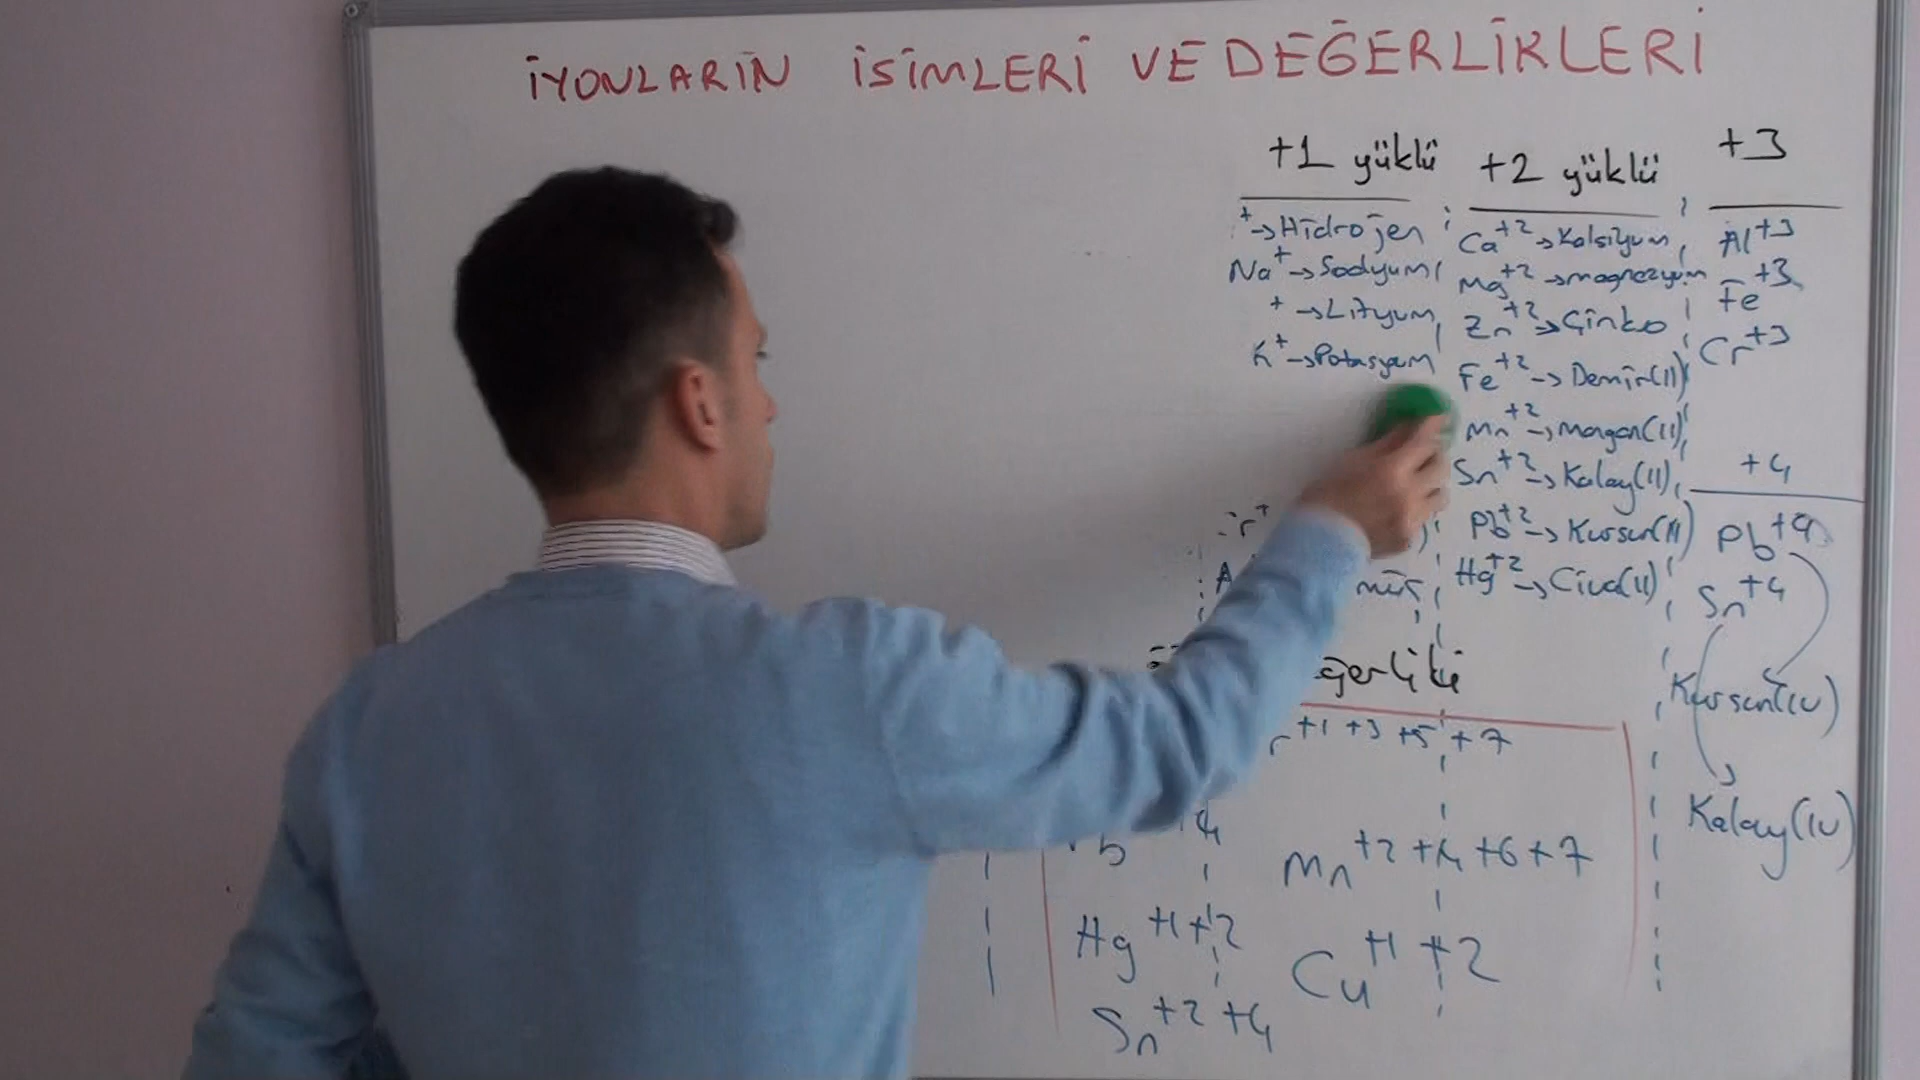 İYONLARIN İSİMLERİ VE DEĞERLİKLERİ
+1 yüklü
+→Hidrojen
Na+→Sodyum
+→Lityum
K+→Potasyum
+2 yüklü
Ca+2→Kalsiyum
Mg+2→magnezyum
Zn+2→Çinko
Fe+2→Demir(II)
Mn+2→Mangan(II)
Sn+2→Kalay(II)
Pb+2→Kurşun(II)
Hg+2→Civa(II)
+3
Al+3
Fe+3
Cr+3
+4
Pb+4
Sn+4
Kurşun(IV)
Kalay(IV)
+1 +3 +5 +7
Mn+2 +4 +6 +7
Hg+1 +2
Cu+1 +2
Sn+2 +4